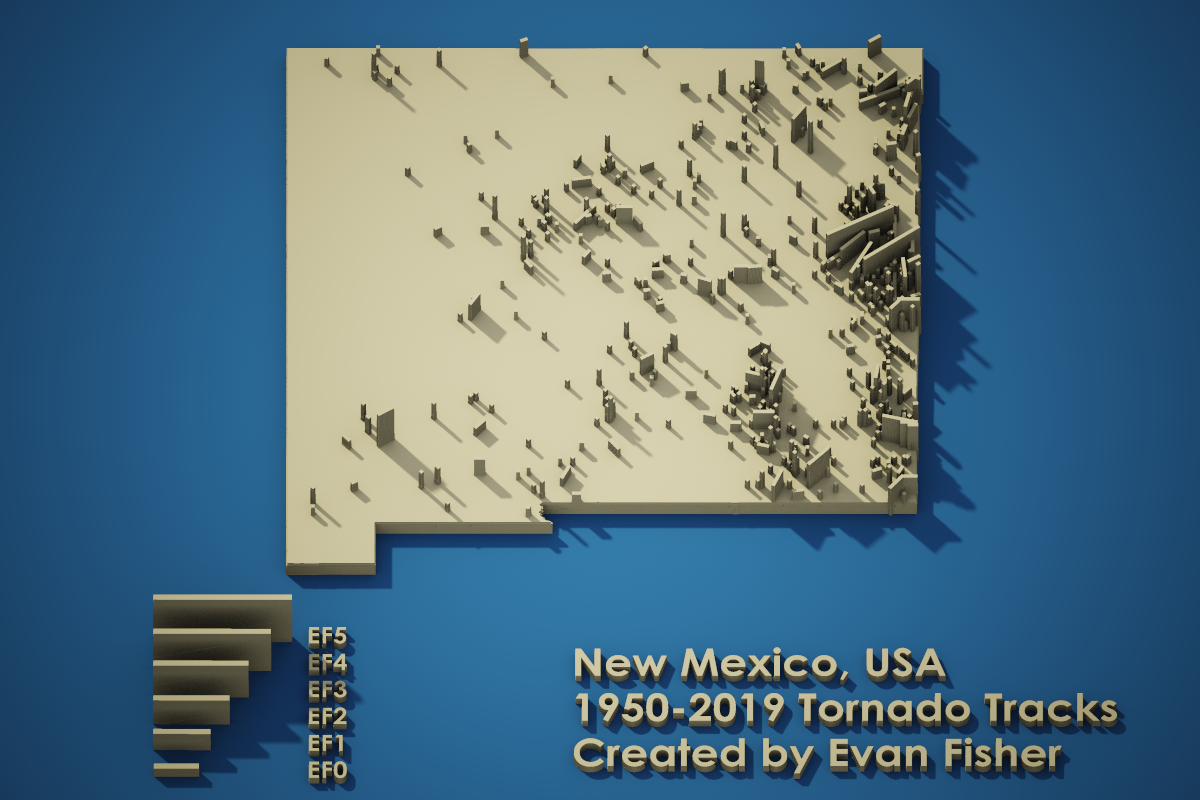 EF5
EF4
EF3
EF2
EF1
EF0
New Mexico, USA
1950-2019 Tornado Tracks
Created by Evan Fisher